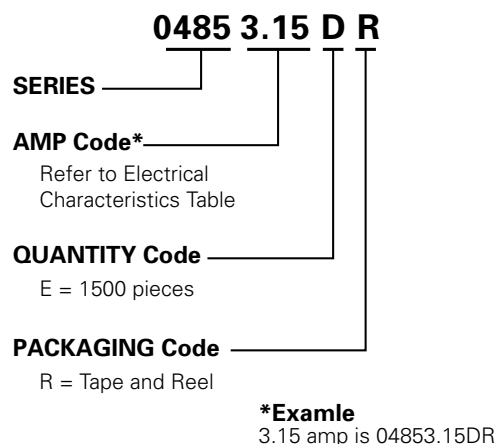 0485 3.15 D R
SERIES
AMP Code*
Refer to Electrical
Characteristics Table
QUANTITY Code
E = 1500 pieces
PACKAGING Code
R = Tape and Reel
*Examle
3.15 amp is 04853.15DR